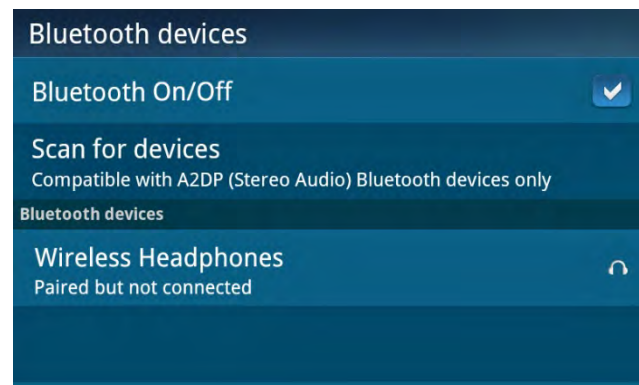 Bluetooth devices
Bluetooth On/Off
Scan for devices
Compatible with A2DP (Stereo Audio) Bluetooth devices only
Bluetooth devices
Wireless Headphones
Paired but not connected